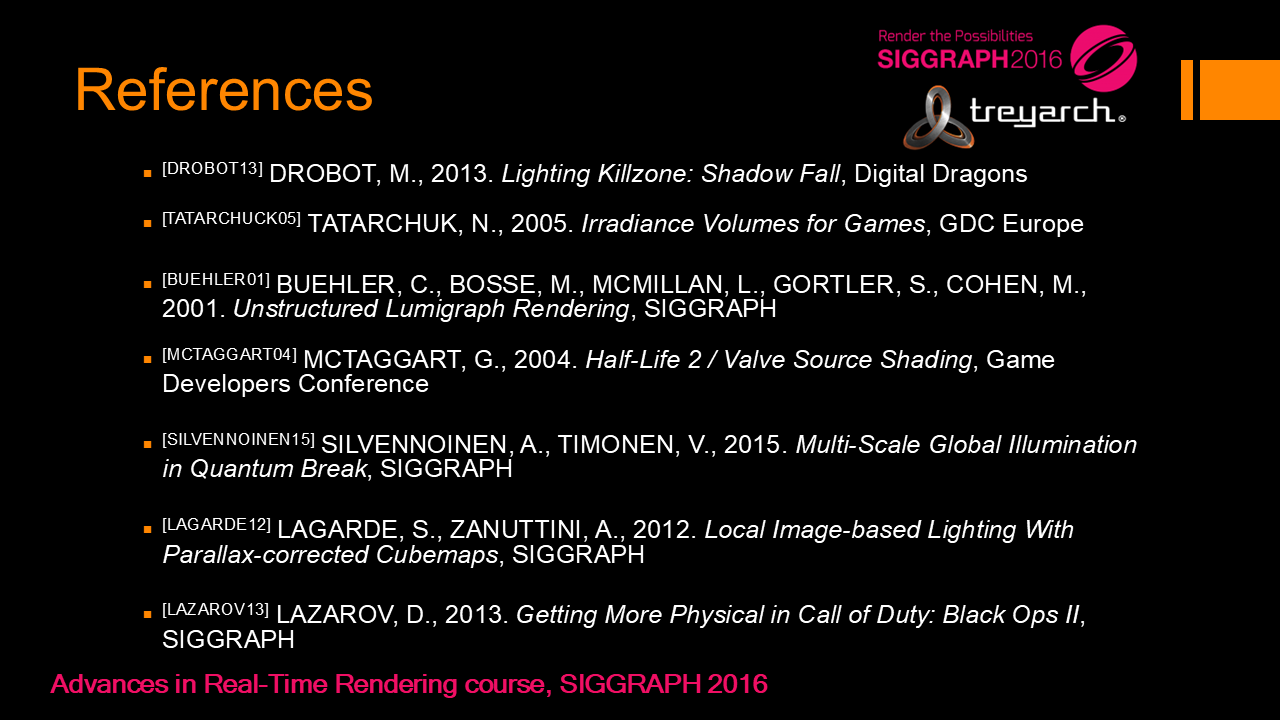 Render the Possibilities
SIGGRAPH2016
treyarch®
References
[DROBOT13] DROBOT, M., 2013. Lighting Killzone: Shadow Fall, Digital Dragons
[TATARCHUCK05] TATARCHUK, N., 2005. Irradiance Volumes for Games, GDC Europe
[BUEHLER01] BUEHLER, C., BOSSE, M., MCMILLAN, L., GORTLER, S., COHEN, M.,
2001. Unstructured Lumigraph Rendering, SIGGRAPH
[MCTAGGART04] MCTAGGART, G., 2004. Half-Life 2 / Valve Source Shading, Game
Developers Conference
[SILVENNOINEN15] SILVENNOINEN, A., TIMONEN, V., 2015. Multi-Scale Global Illumination
in Quantum Break, SIGGRAPH
[LAGARDE12] LAGARDE, S., ZANUTTINI, A., 2012. Local Image-based Lighting With
Parallax-corrected Cubemaps, SIGGRAPH
[LAZAROV13] LAZAROV, D., 2013. Getting More Physical in Call of Duty: Black Ops II,
SIGGRAPH
Advances in Real-Time Rendering course, SIGGRAPH 2016